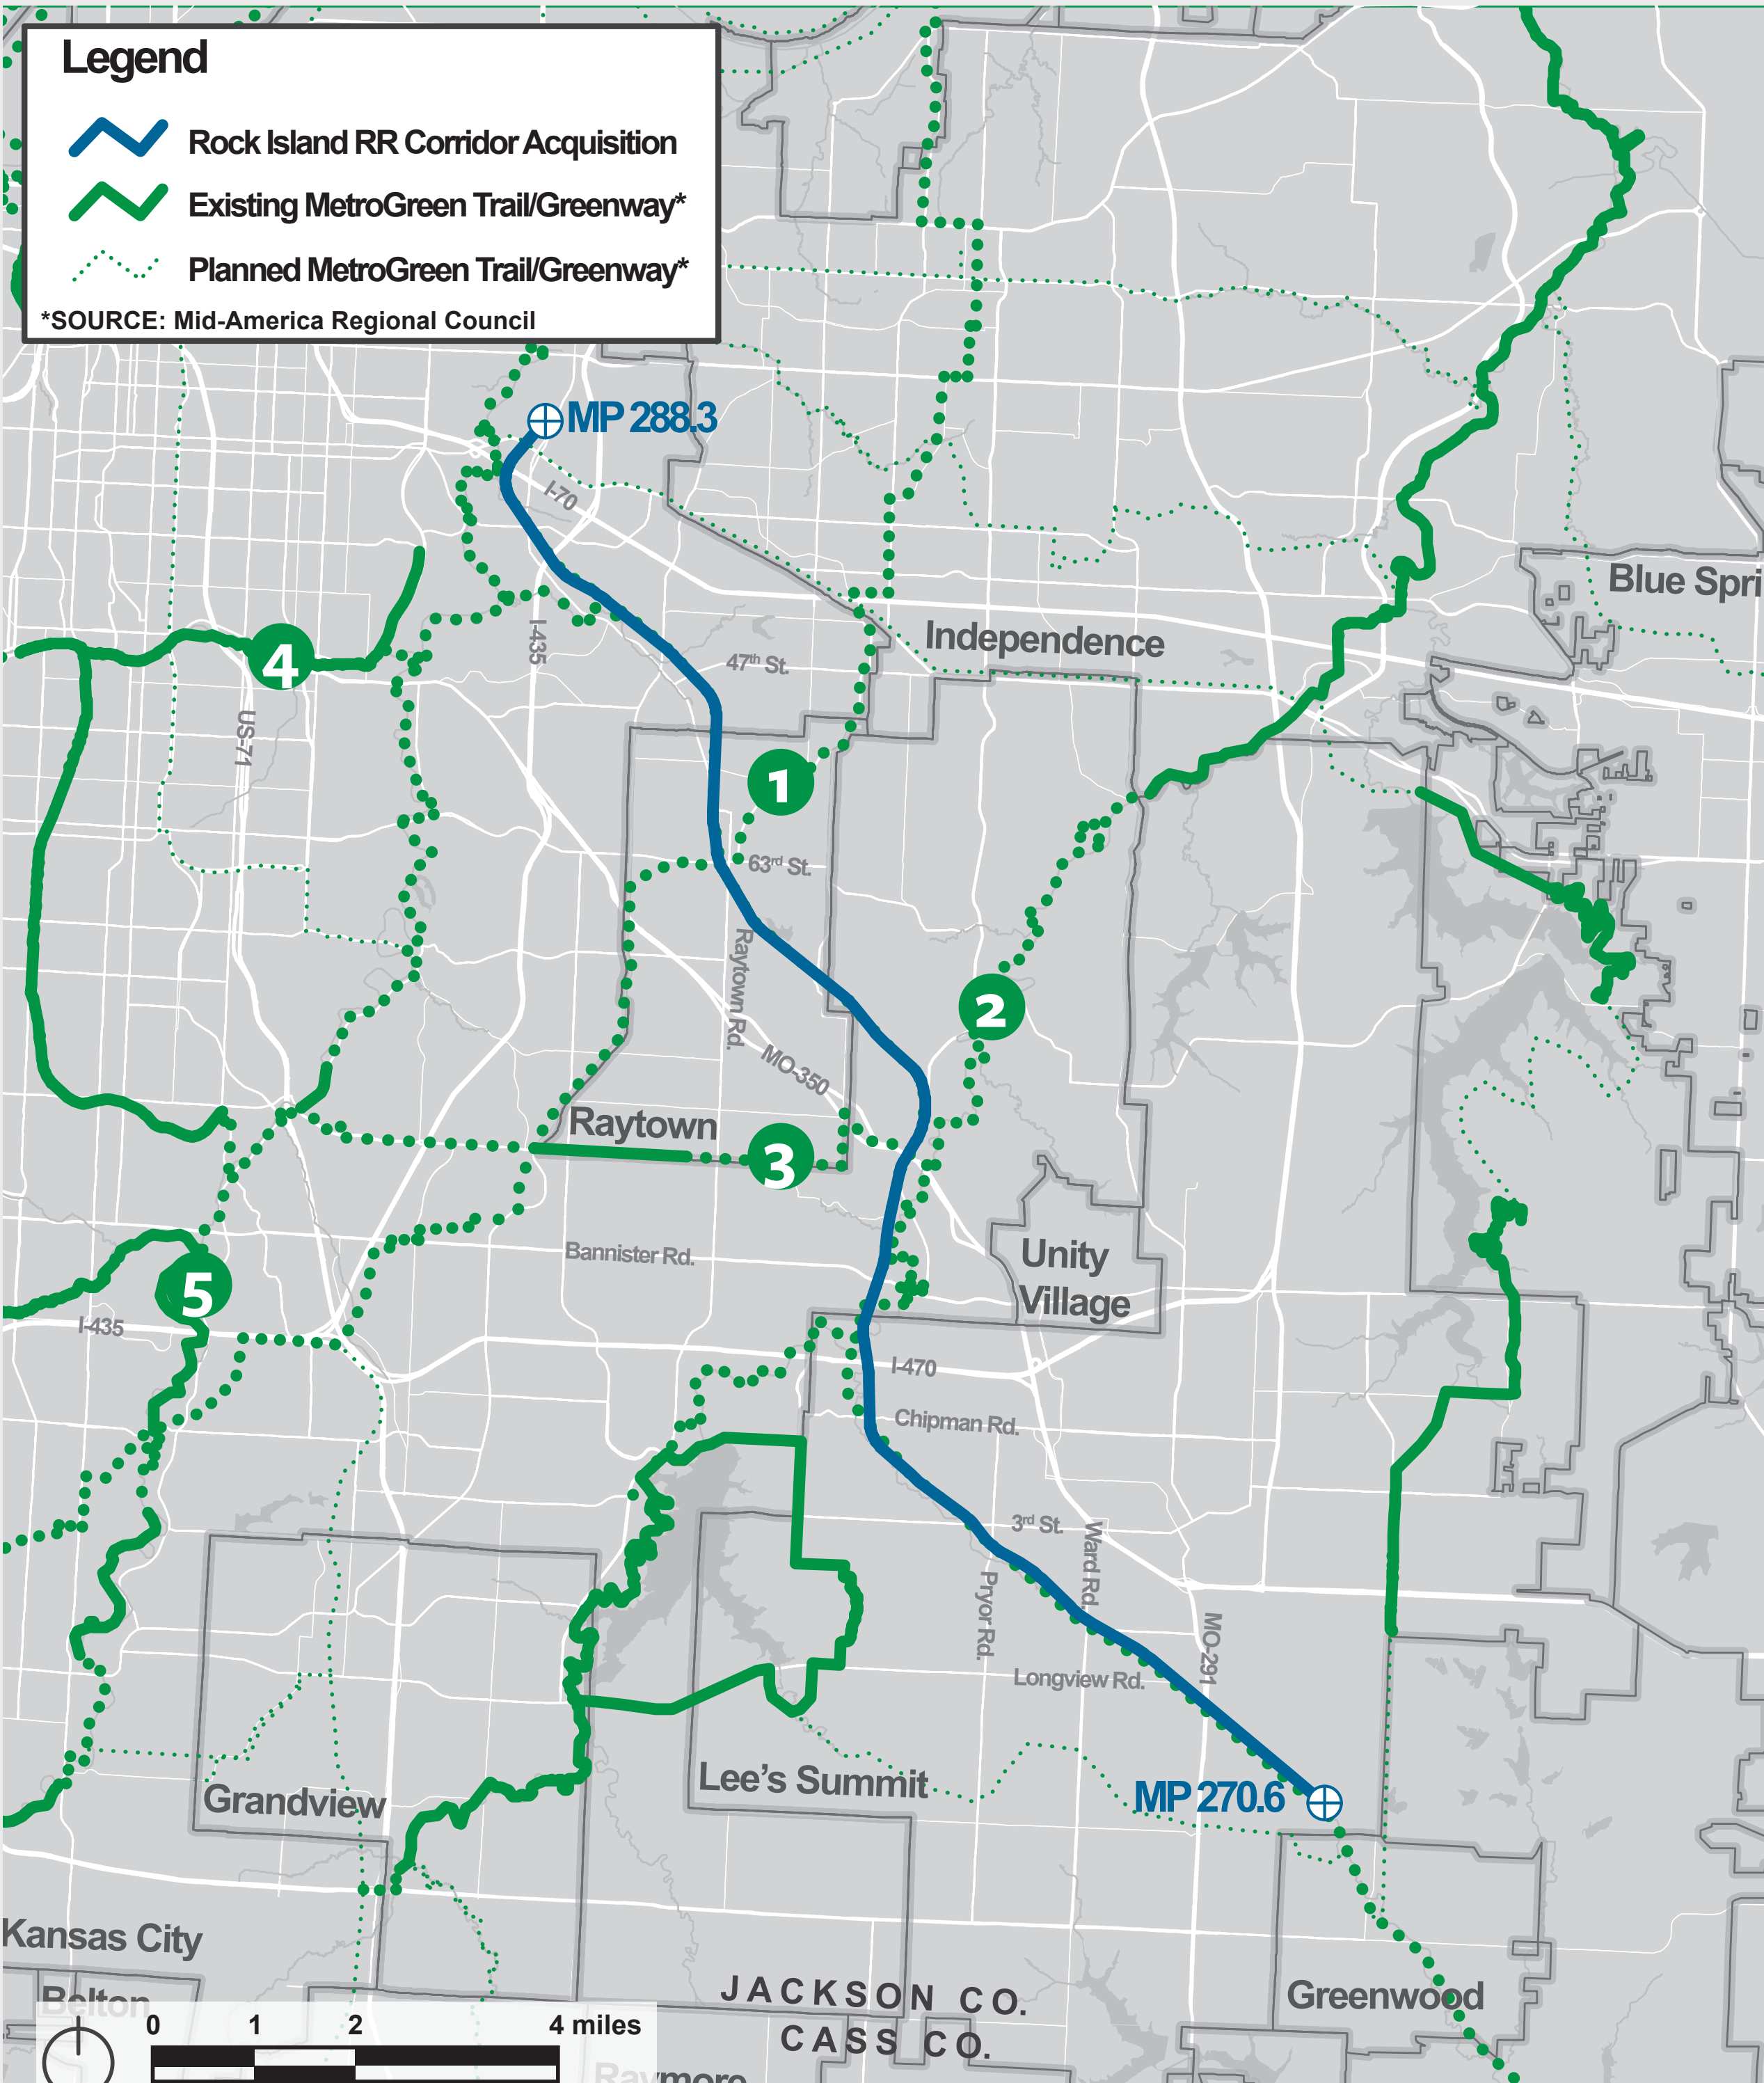 Legend
Rock Island RR Corridor Acquisition
Existing MetroGreen Trail/Greenway*
Planned MetroGreen Trail/Greenway*
*SOURCE: Mid-America Regional Council
MP 288.3
I-70
Blue Spri
Independence
I-435
47th St.
4
US-71
1
63rd St.
Raytown Rd.
2
MO-350
Raytown
3
Bannister Rd.
Unity
Village
5
I-435
I-470
Chipman Rd.
3rd St.
Ward Rd.
Pryor Rd.
MO-291
Longview Rd.
Lee's Summit
MP 270.6
Grandview
Kansas City
Belton
JACKSON CO.
CASS CO.
Greenwood
0 1 2 4 miles
Raymore